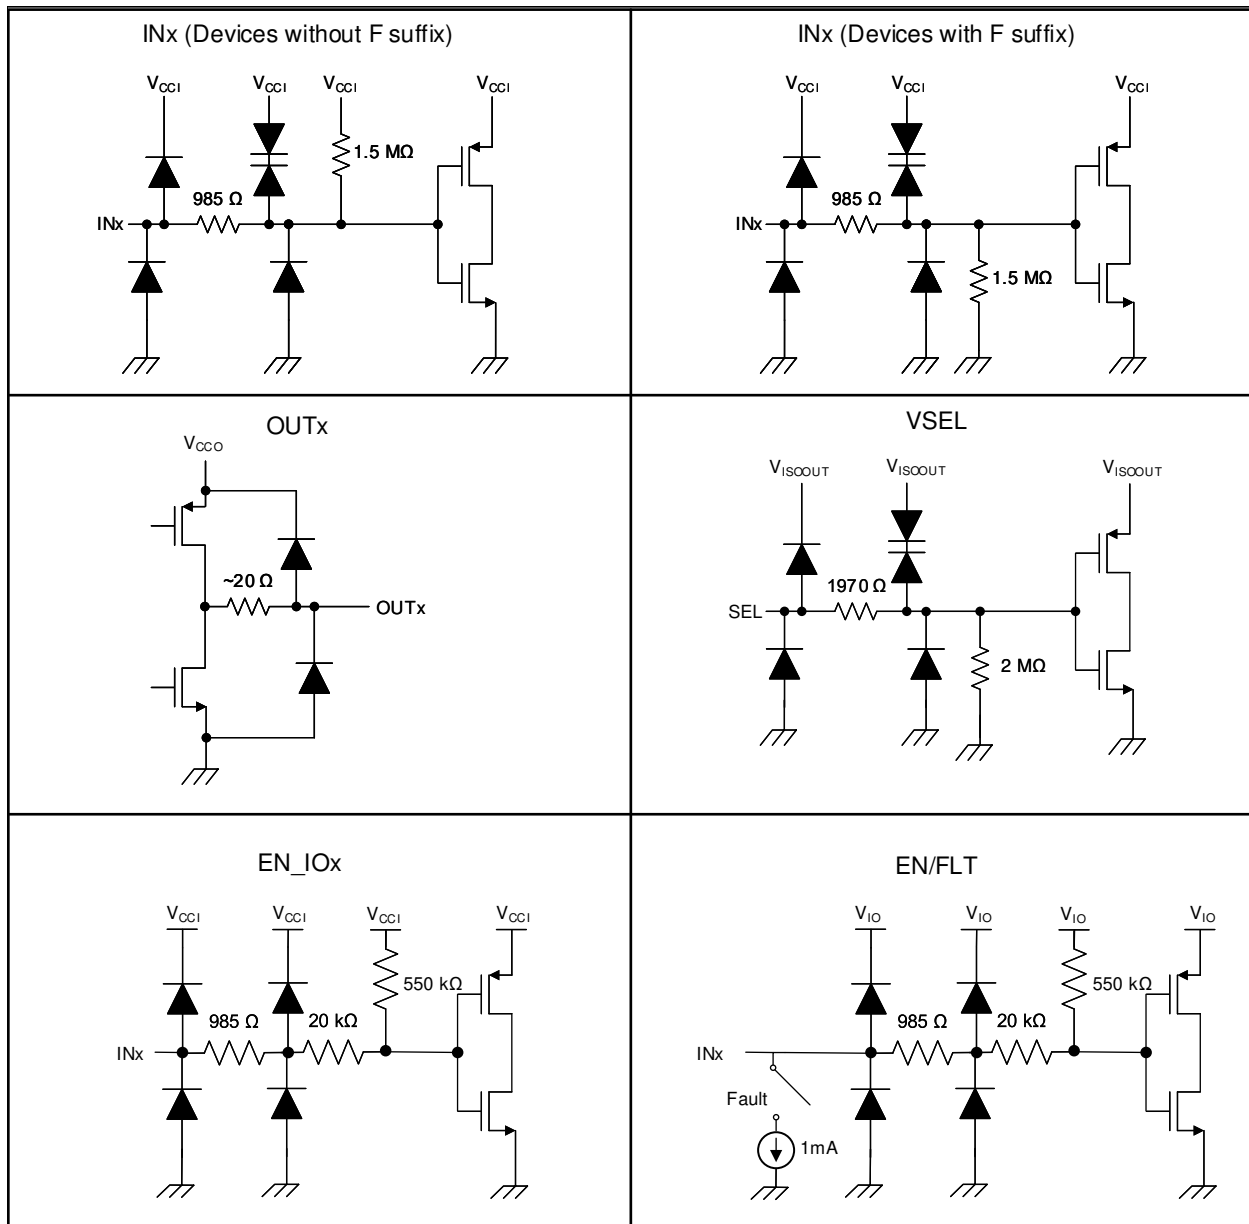 INx (Devices without F suffix)
INx (Devices with F suffix)
VCCI VCCI VCCI VCCI
VCCI VCCI VCCI
1.5 MΩ
985 Ω
INx
985 Ω
INx
1.5 MΩ
OUTx
VCCO
~20 Ω
OUTx
VSEL
VISOOUT VISOOUT VISOOUT
1970 Ω
SEL
2 MΩ
EN_IOx
VCCI VCCI VCCI VCCI
550 kΩ
985 Ω 20 kΩ
INx
EN/FLT
VIO VIO VIO VIO
550 kΩ
985 Ω 20 kΩ
INx
Fault
1mA